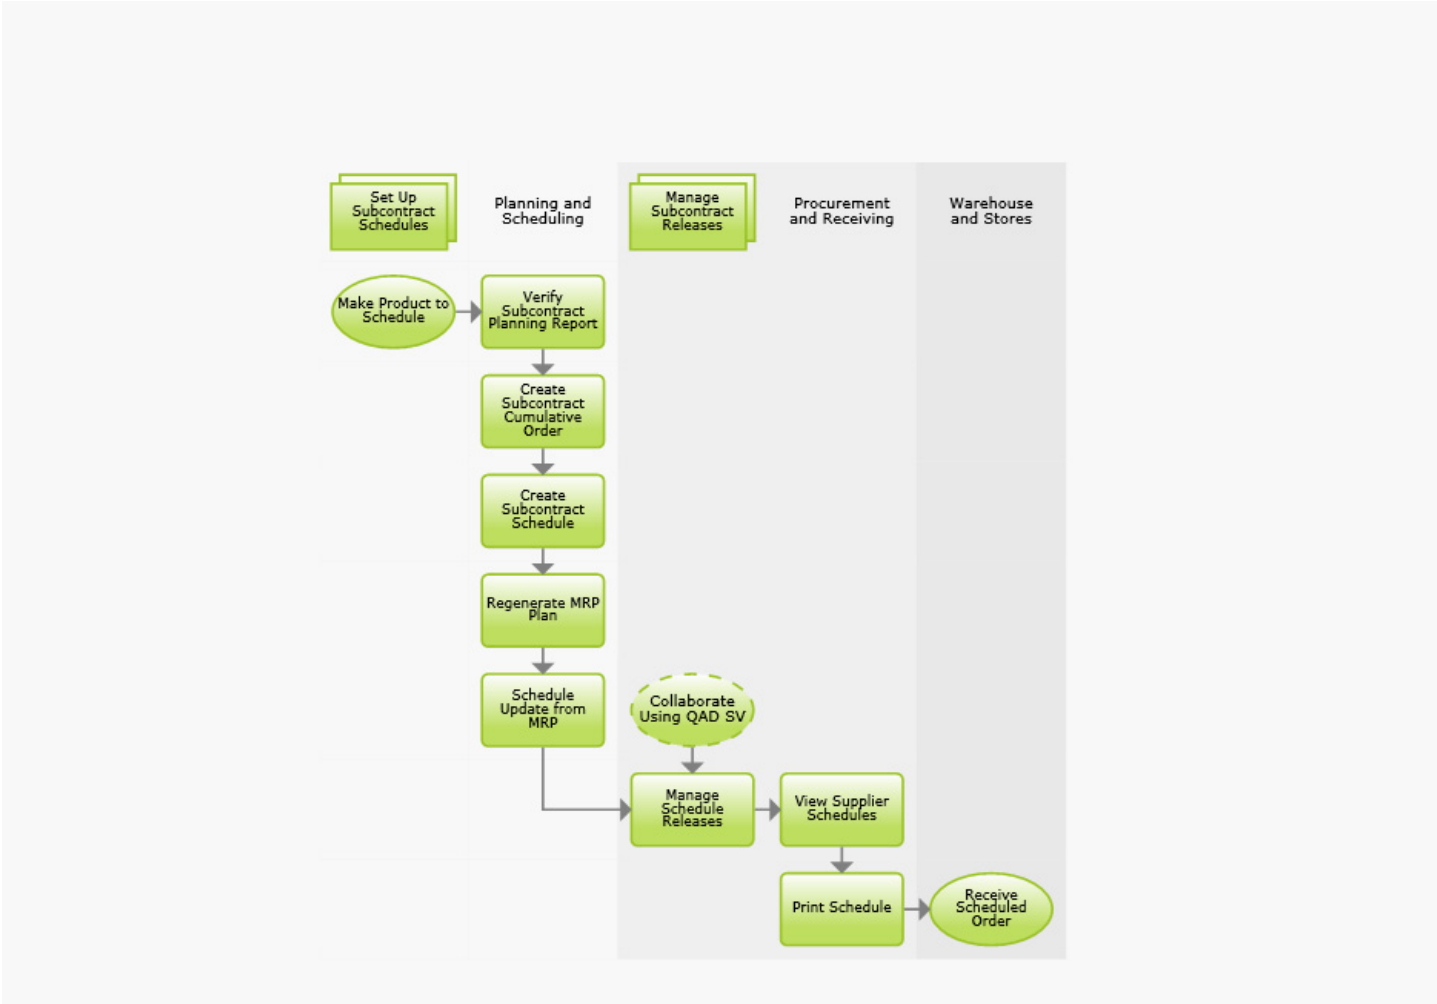 Set Up
Subcontract
Schedules
Planning and
Scheduling
Manage
Subcontract
Releases
Procurement
and Receiving
Warehouse
and Stores
Make Product to
Schedule
Verify
Subcontract
Planning Report
Create
Subcontract
Cumulative
Order
Create
Subcontract
Schedule
Regenerate MRP
Plan
Schedule
Update from
MRP
Collaborate
Using QAD SV
Manage
Schedule
Releases
View Supplier
Schedules
Print Schedule
Receive
Scheduled
Order